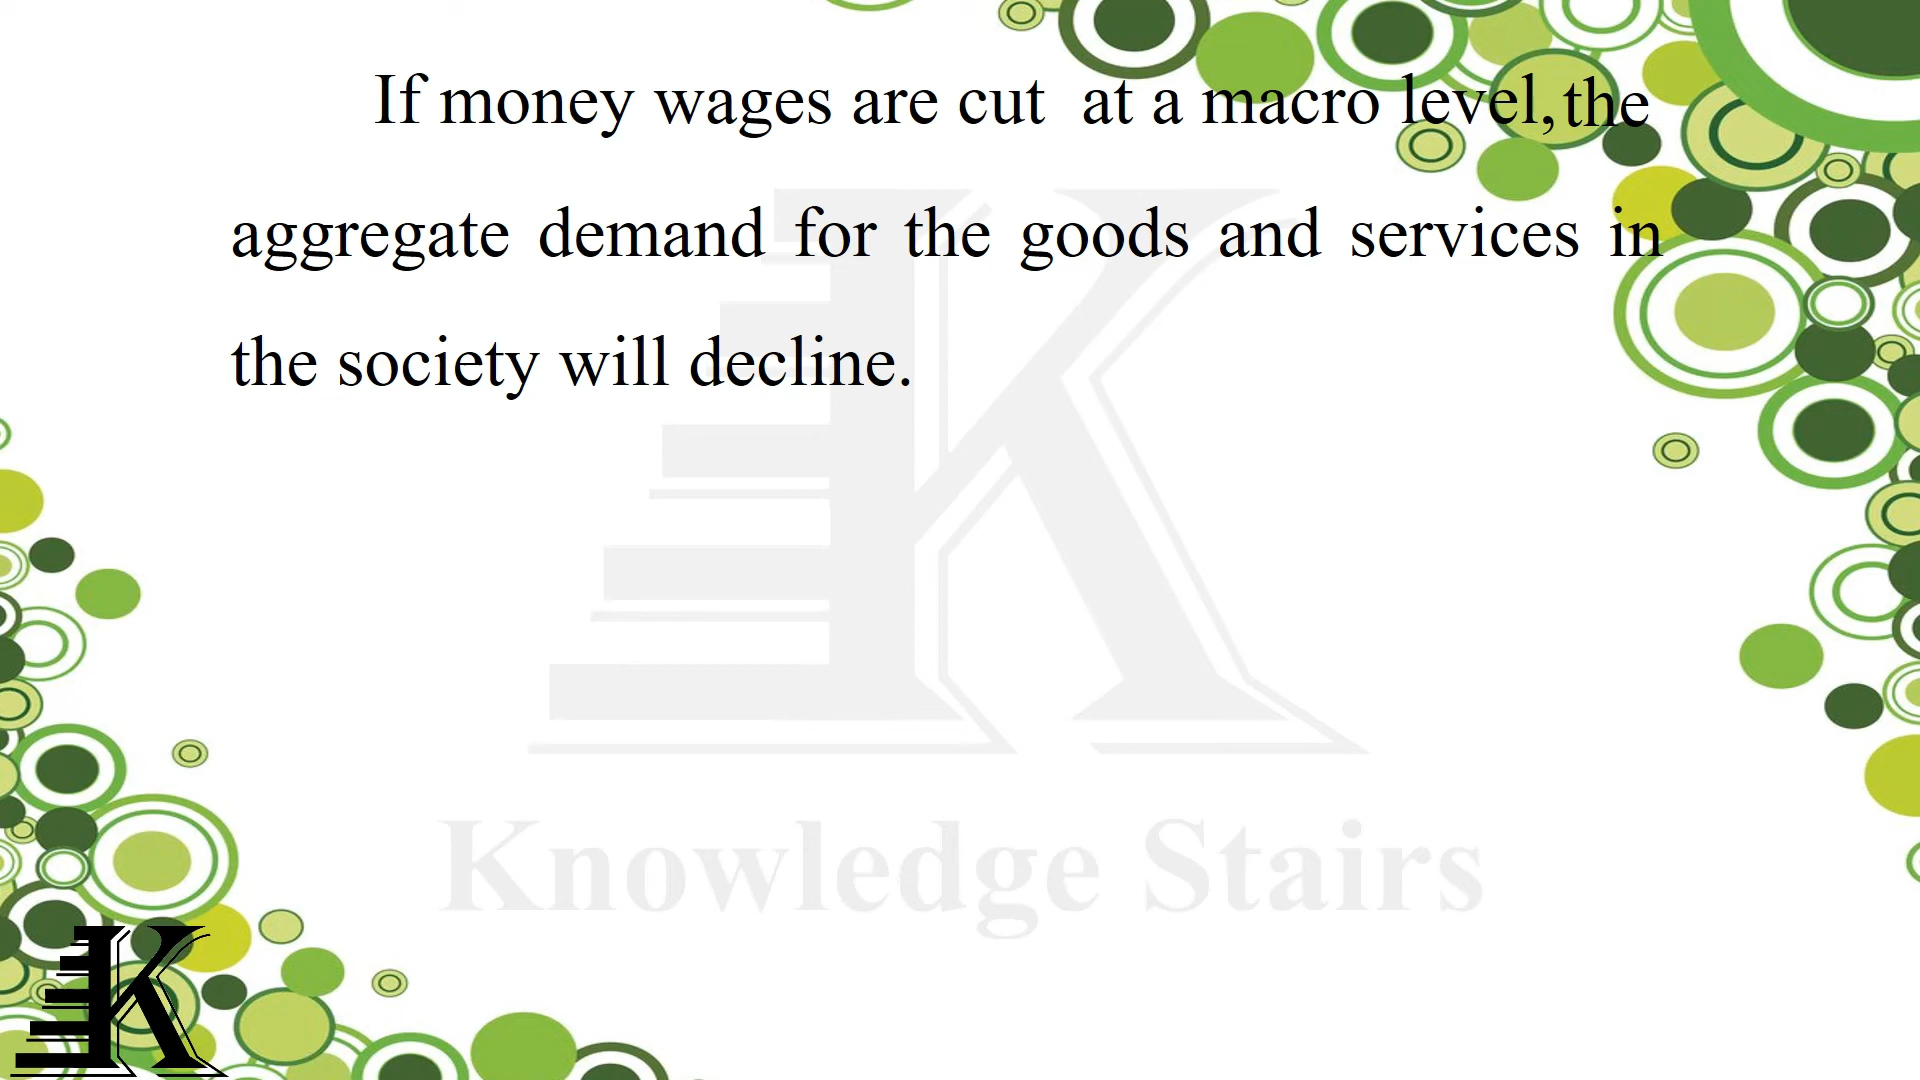 If money wages are cut at a macro level, the
aggregate demand for the goods and services in
the society will decline.
Knowledge Stairs